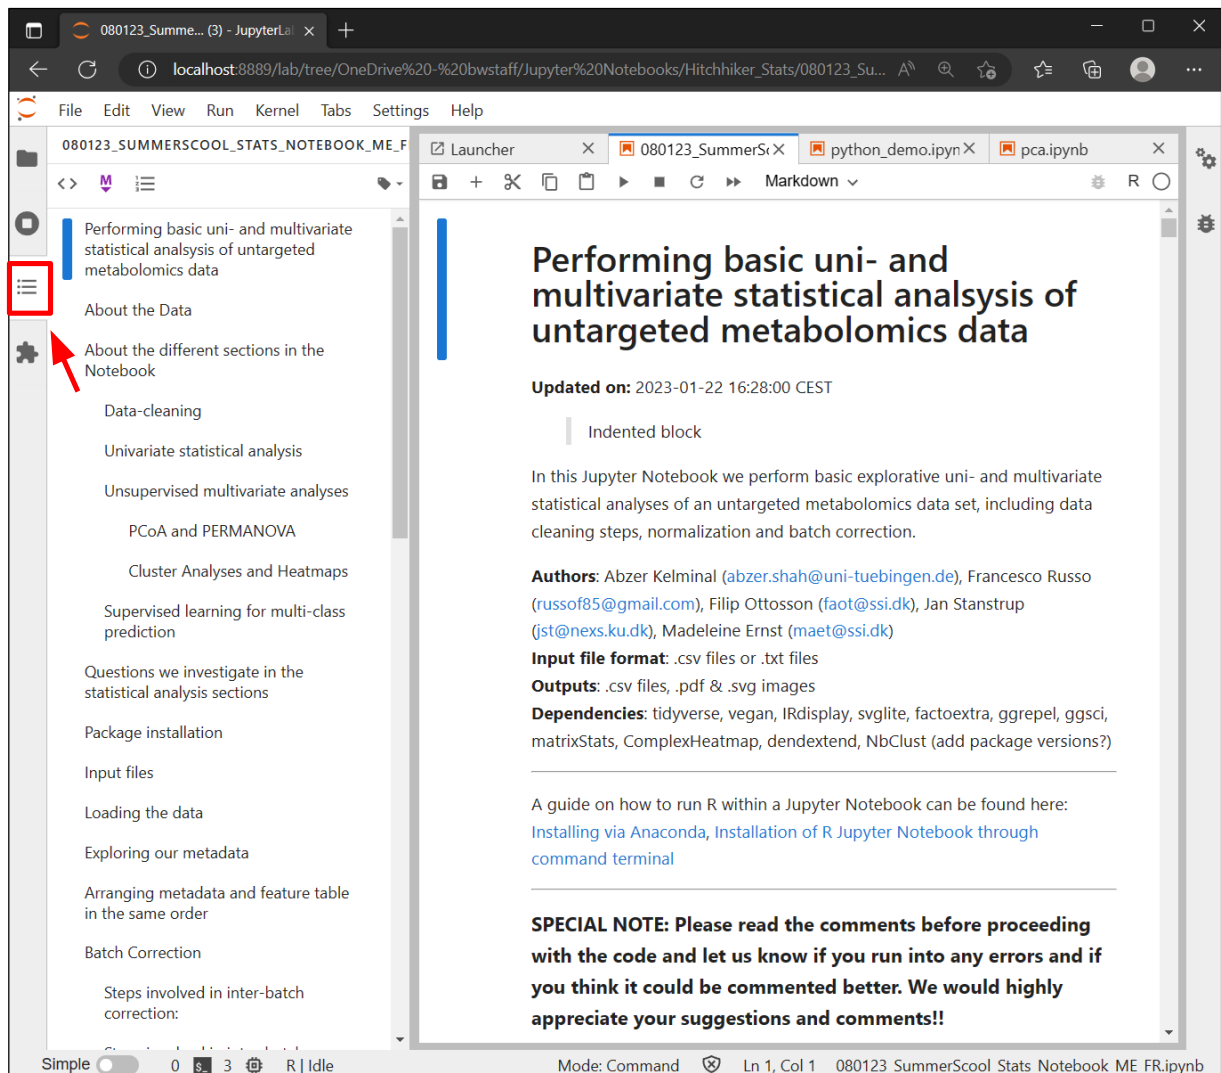 080123_Summe... (3) - JupyterLa
localhost:8889/lab/tree/OneDrive%20-%20bwstaff/Jupyter%20Notebooks/Hitchhiker_Stats/080123_Su...
File Edit View Run Kernel Tabs Settings Help
080123_SUMMERSCOOL_STATS_NOTEBOOK_ME_F
Launcher
080123_SummerSc
python_demo.ipyn
pca.ipynb
Markdown
R
Performing basic uni- and multivariate
statistical analsysis of untargeted
metabolomics data
About the Data
About the different sections in the
Notebook
Data-cleaning
Univariate statistical analysis
Unsupervised multivariate analyses
PCoA and PERMANOVA
Cluster Analyses and Heatmaps
Supervised learning for multi-class
prediction
Questions we investigate in the
statistical analysis sections
Package installation
Input files
Loading the data
Exploring our metadata
Arranging metadata and feature table
in the same order
Batch Correction
Steps involved in inter-batch
correction:
Performing basic uni- and
multivariate statistical analsysis of
untargeted metabolomics data
Updated on: 2023-01-22 16:28:00 CEST
Indented block
In this Jupyter Notebook we perform basic explorative uni- and multivariate
statistical analyses of an untargeted metabolomics data set, including data
cleaning steps, normalization and batch correction.
Authors: Abzer Kelminal (abzer.shah@uni-tuebingen.de), Francesco Russo
(russof85@gmail.com), Filip Ottosson (faot@ssi.dk), Jan Stanstrup
(jst@nexs.ku.dk), Madeleine Ernst (maet@ssi.dk)
Input file format: .csv files or .txt files
Outputs: .csv files, .pdf & .svg images
Dependencies: tidyverse, vegan, IRdisplay, svglite, factoextra, ggrepel, ggsci,
matrixStats, ComplexHeatmap, dendextend, NbClust (add package versions?)
A guide on how to run R within a Jupyter Notebook can be found here:
Installing via Anaconda, Installation of R Jupyter Notebook through
command terminal
SPECIAL NOTE: Please read the comments before proceeding
with the code and let us know if you run into any errors and if
you think it could be commented better. We would highly
appreciate your suggestions and comments!!
Simple 0 3 R | Idle Mode: Command Ln 1, Col 1 080123_SummerScool_Stats_Notebook_ME_FR.ipynb